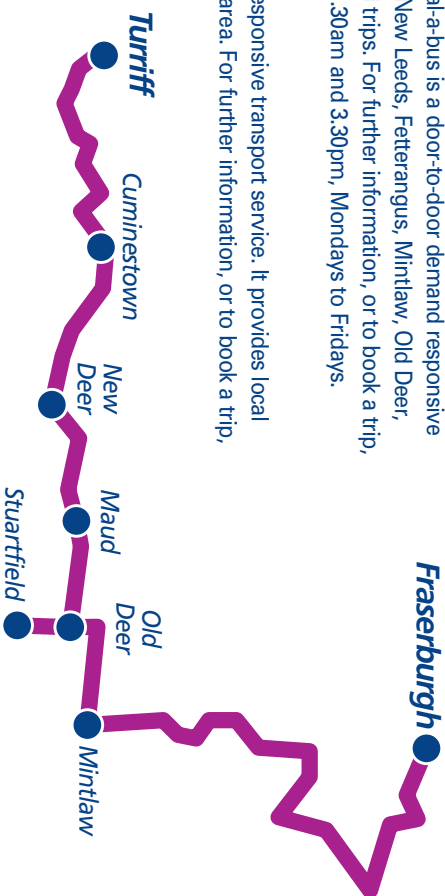 al-a-bus is a door-to-door demand responsive
New Leeds, Fetterangus, Mintlaw, Old Deer,
trips. For further information, or to book a trip,
.30am and 3.30pm, Mondays to Fridays.
esponsive transport service. It provides local
area. For further information, or to book a trip,
Fraserburgh
Turriff
Cuminestown
New
Deer
Maud
Stuartfield
Old
Deer
Mintlaw